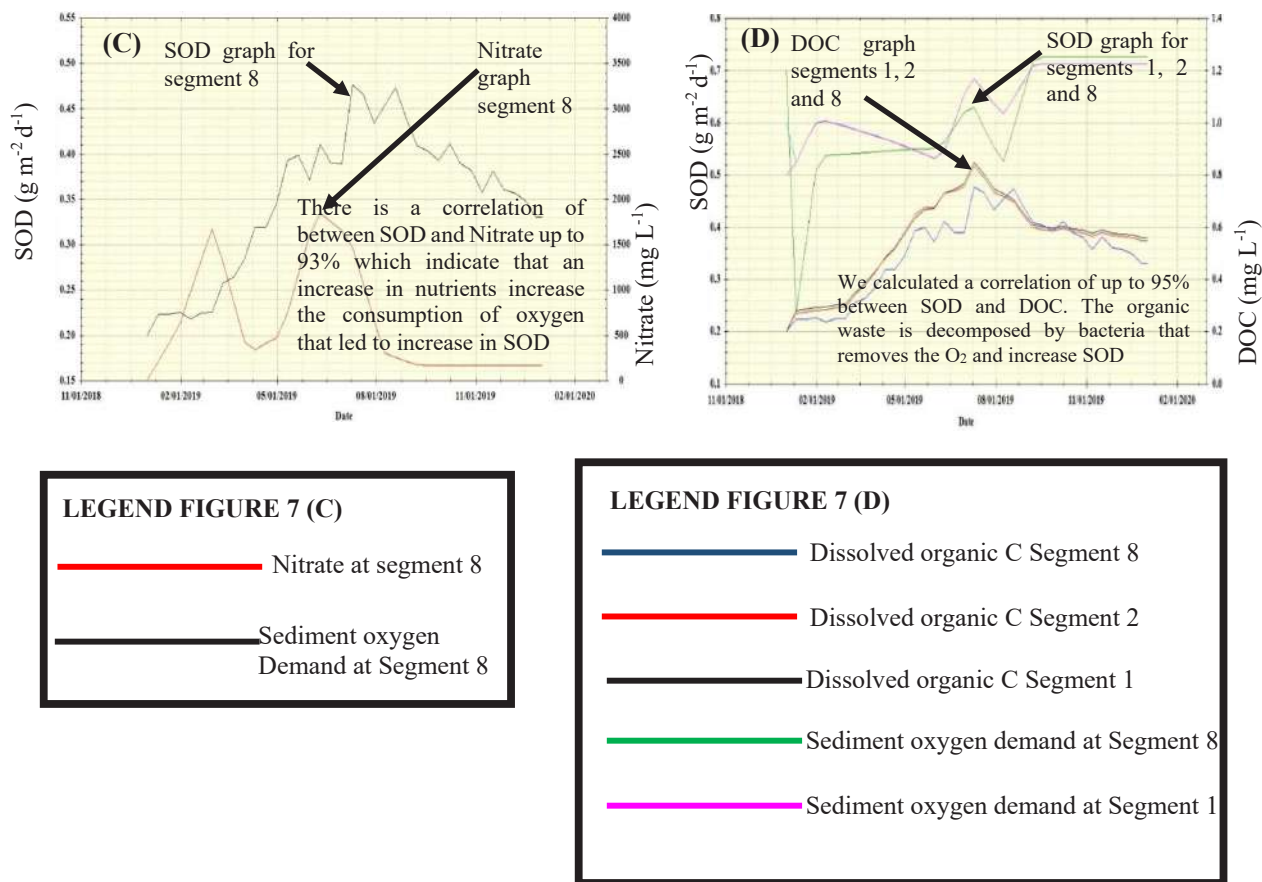 (C)
SOD graph for
segment 8
Nitrate
graph
segment 8
There is a correlation of
between SOD and Nitrate up to
93% which indicate that an
increase in nutrients increase
the consumption of oxygen
that led to increase in SOD
SOD (g m-2 d-1)
0.55
0.50
0.45
0.40
0.35
0.30
0.25
0.20
0.15
4000
3500
3000
2500
2000
1500
1000
500
0
Nitrate (mg L-1)
11/01/2018
02/01/2019
05/01/2019
08/01/2019
11/01/2019
02/01/2020
Date
(D)
DOC graph
segments 1, 2
and 8
SOD graph for
segments 1, 2
and 8
We calculated a correlation of up to 95%
between SOD and DOC. The organic
waste is decomposed by bacteria that
removes the O2 and increase SOD
SOD (g m-2 d-1)
0.8
0.7
0.6
0.5
0.4
0.3
0.2
0.1
1.4
1.2
1.0
0.8
0.6
0.4
0.2
0.0
DOC (mg L-1)
11/01/2018
02/01/2019
05/01/2019
08/01/2019
11/01/2019
02/01/2020
Date
LEGEND FIGURE 7 (C)
Nitrate at segment 8
Sediment oxygen
Demand at Segment 8
LEGEND FIGURE 7 (D)
Dissolved organic C Segment 8
Dissolved organic C Segment 2
Dissolved organic C Segment 1
Sediment oxygen demand at Segment 8
Sediment oxygen demand at Segment 1